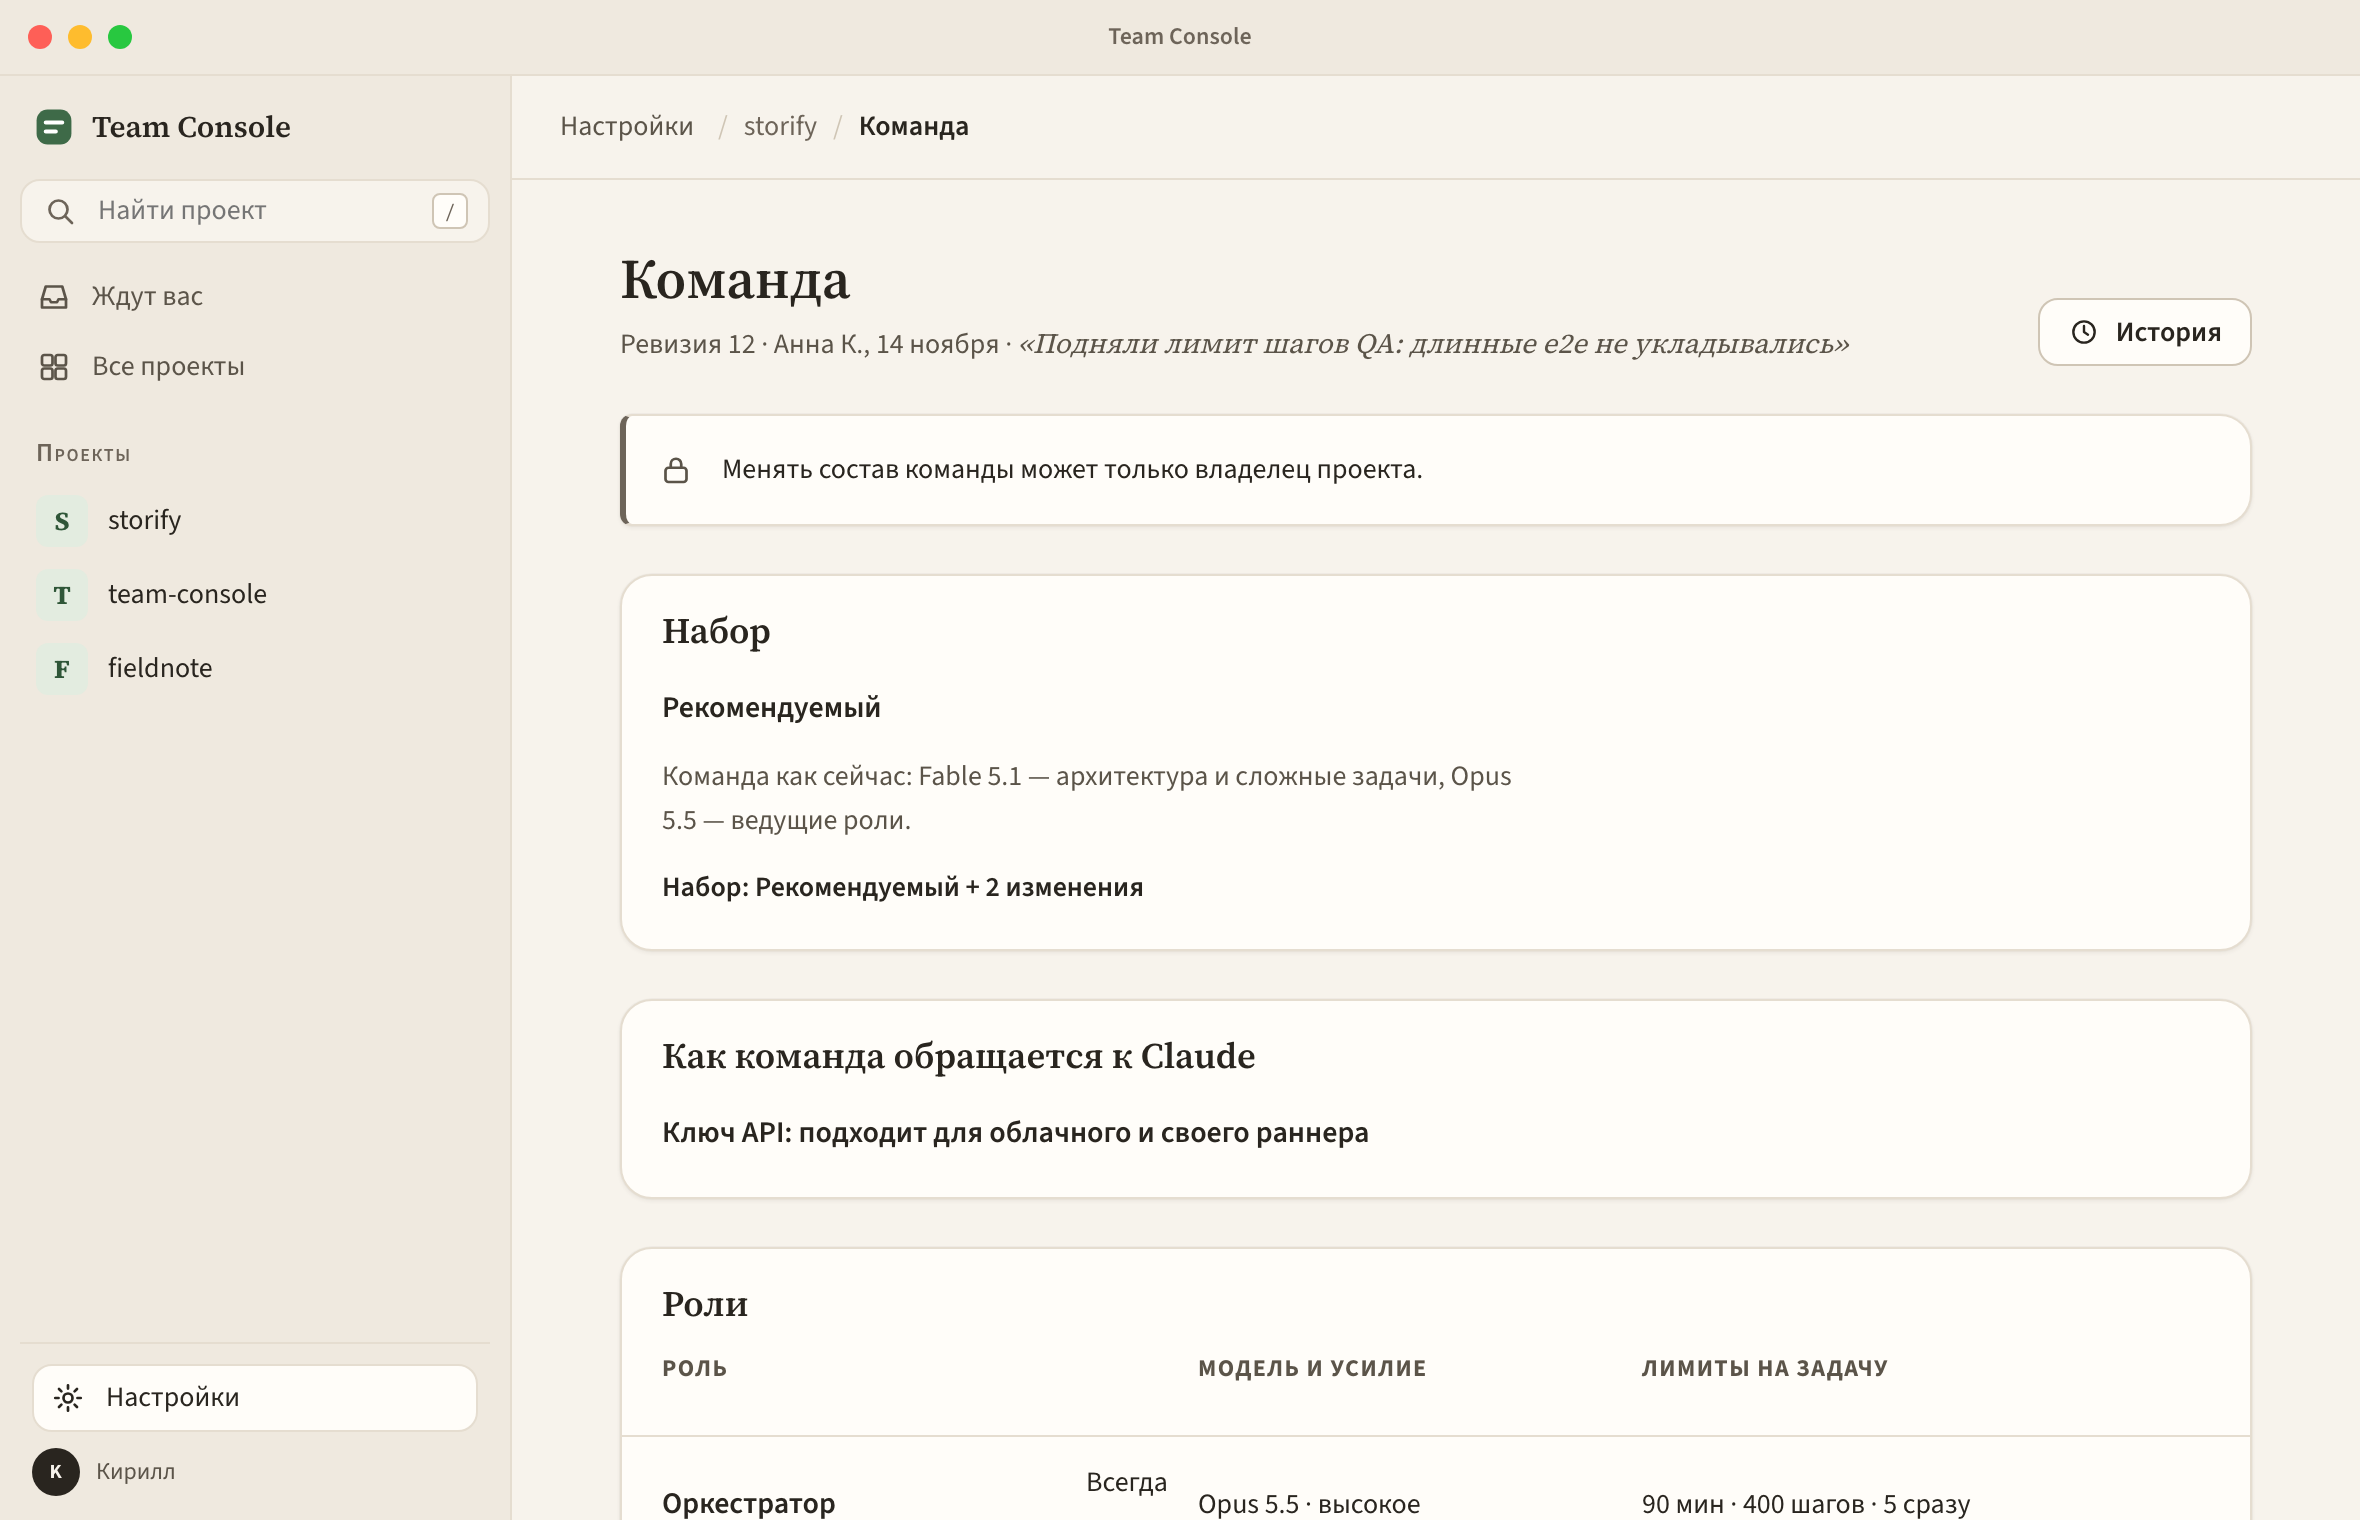 Team Console
Team Console
Найти проект /
Ждут вас
Все проекты
Проекты
S storify
T team-console
F fieldnote
Настройки
K Кирилл
Настройки / storify / Команда
Команда
Ревизия 12 · Анна К., 14 ноября · «Подняли лимит шагов QA: длинные e2e не укладывались»
История
Менять состав команды может только владелец проекта.
Набор
Рекомендуемый
Команда как сейчас: Fable 5.1 — архитектура и сложные задачи, Opus
5.5 — ведущие роли.
Набор: Рекомендуемый + 2 изменения
Как команда обращается к Claude
Ключ API: подходит для облачного и своего раннера
Роли
РОЛЬ МОДЕЛЬ И УСИЛИЕ ЛИМИТЫ НА ЗАДАЧУ
Оркестратор Всегда Opus 5.5 · высокое 90 мин · 400 шагов · 5 сразу